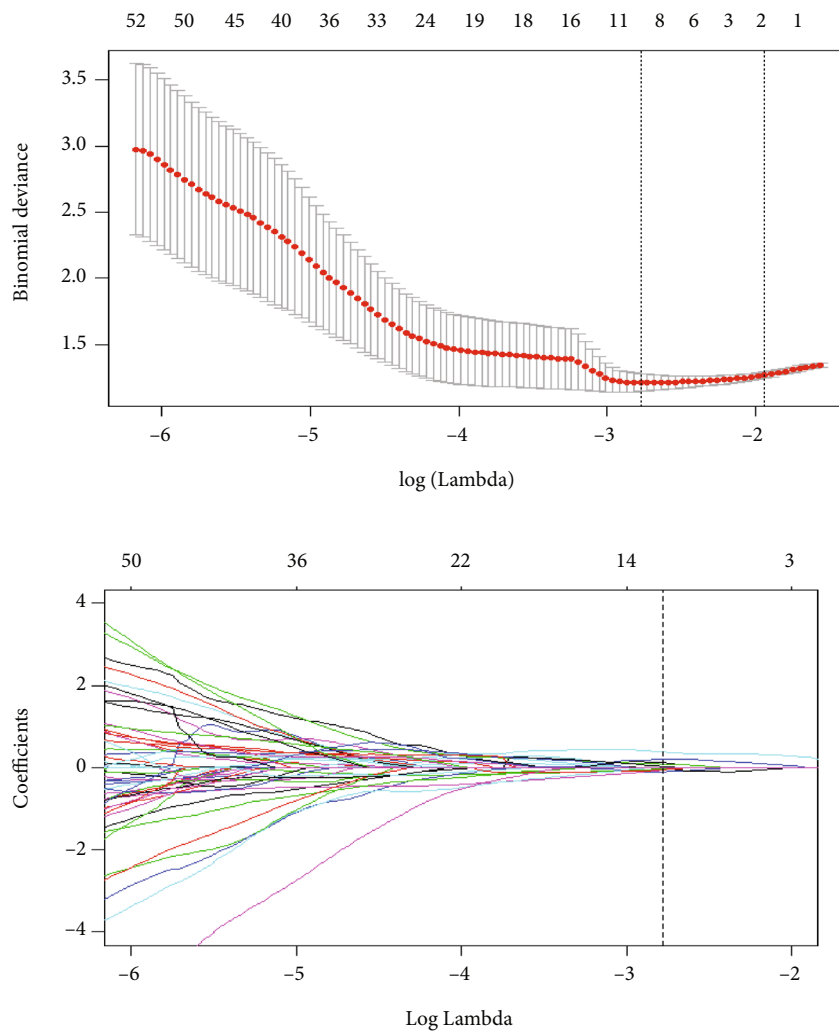 52 50 45 40 36 33 24 19 18 16 11 8 6 3 2 1
3.5
3.0
2.5
2.0
1.5
Binomial deviance
–6 –5 –4 –3 –2
log (Lambda)
50 36 22 14 3
4
2
0
–2
–4
Coefficients
–6 –5 –4 –3 –2
Log Lambda